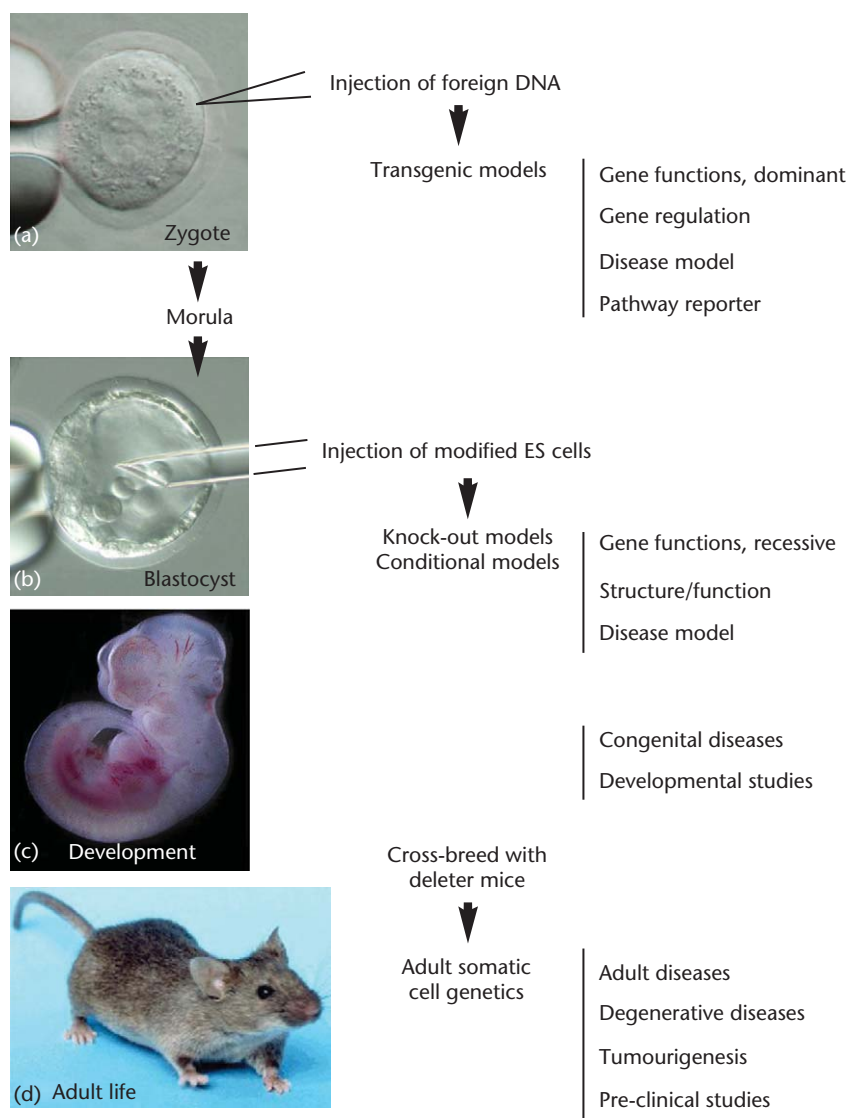 Injection of foreign DNA
Transgenic models
Gene functions, dominant
Gene regulation
Disease model
Pathway reporter
(a)
Zygote
Morula
Injection of modified ES cells
Knock-out models
Conditional models
Gene functions, recessive
Structure/function
Disease model
(b)
Blastocyst
Congenital diseases
Developmental studies
(c)
Development
Cross-breed with
deleter mice
Adult somatic
cell genetics
Adult diseases
Degenerative diseases
Tumourigenesis
Pre-clinical studies
(d)
Adult life